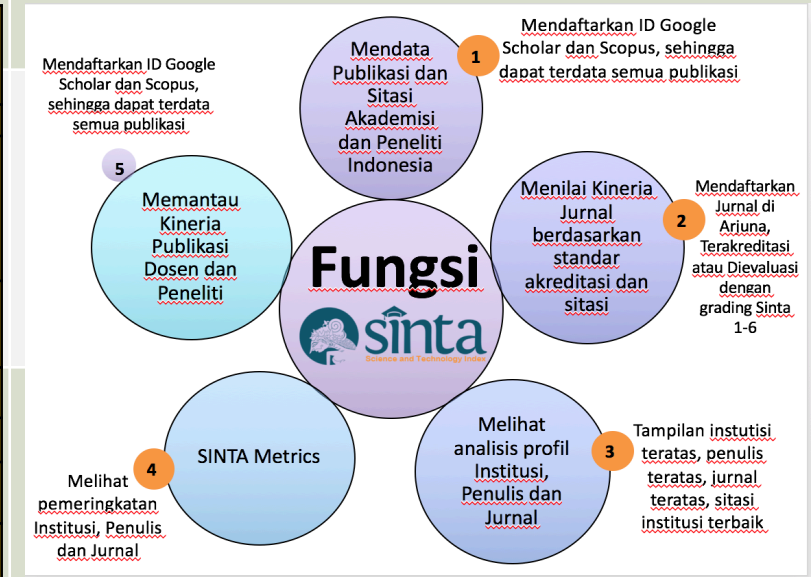 Fungsi
sinta
Science and Technology Index
Mendata
Publikasi dan
Sitasi
Akademisi
dan Peneliti
Indonesia
1
Mendaftarkan ID Google
Scholar dan Scopus, sehingga
dapat terdata semua publikasi
Menilai Kineria
Jurnal
berdasarkan
standar
akreditasi dan
sitasi
2
Mendaftarkan
Jurnal di
Arjuna,
Terakreditasi
atau Dievaluasi
dengan
grading Sinta
1-6
Melihat
analisis profil
Institusi,
Penulis dan
Jurnal
3
Tampilan instutisi
teratas, penulis
teratas, jurnal
teratas, sitasi
institusi terbaik
SINTA Metrics
4
Melihat
pemeringkatan
Institusi, Penulis
dan Jurnal
Memantau
Kineria
Publikasi
Dosen dan
Peneliti
5
Mendaftarkan ID Google
Scholar dan Scopus,
sehingga dapat terdata
semua publikasi